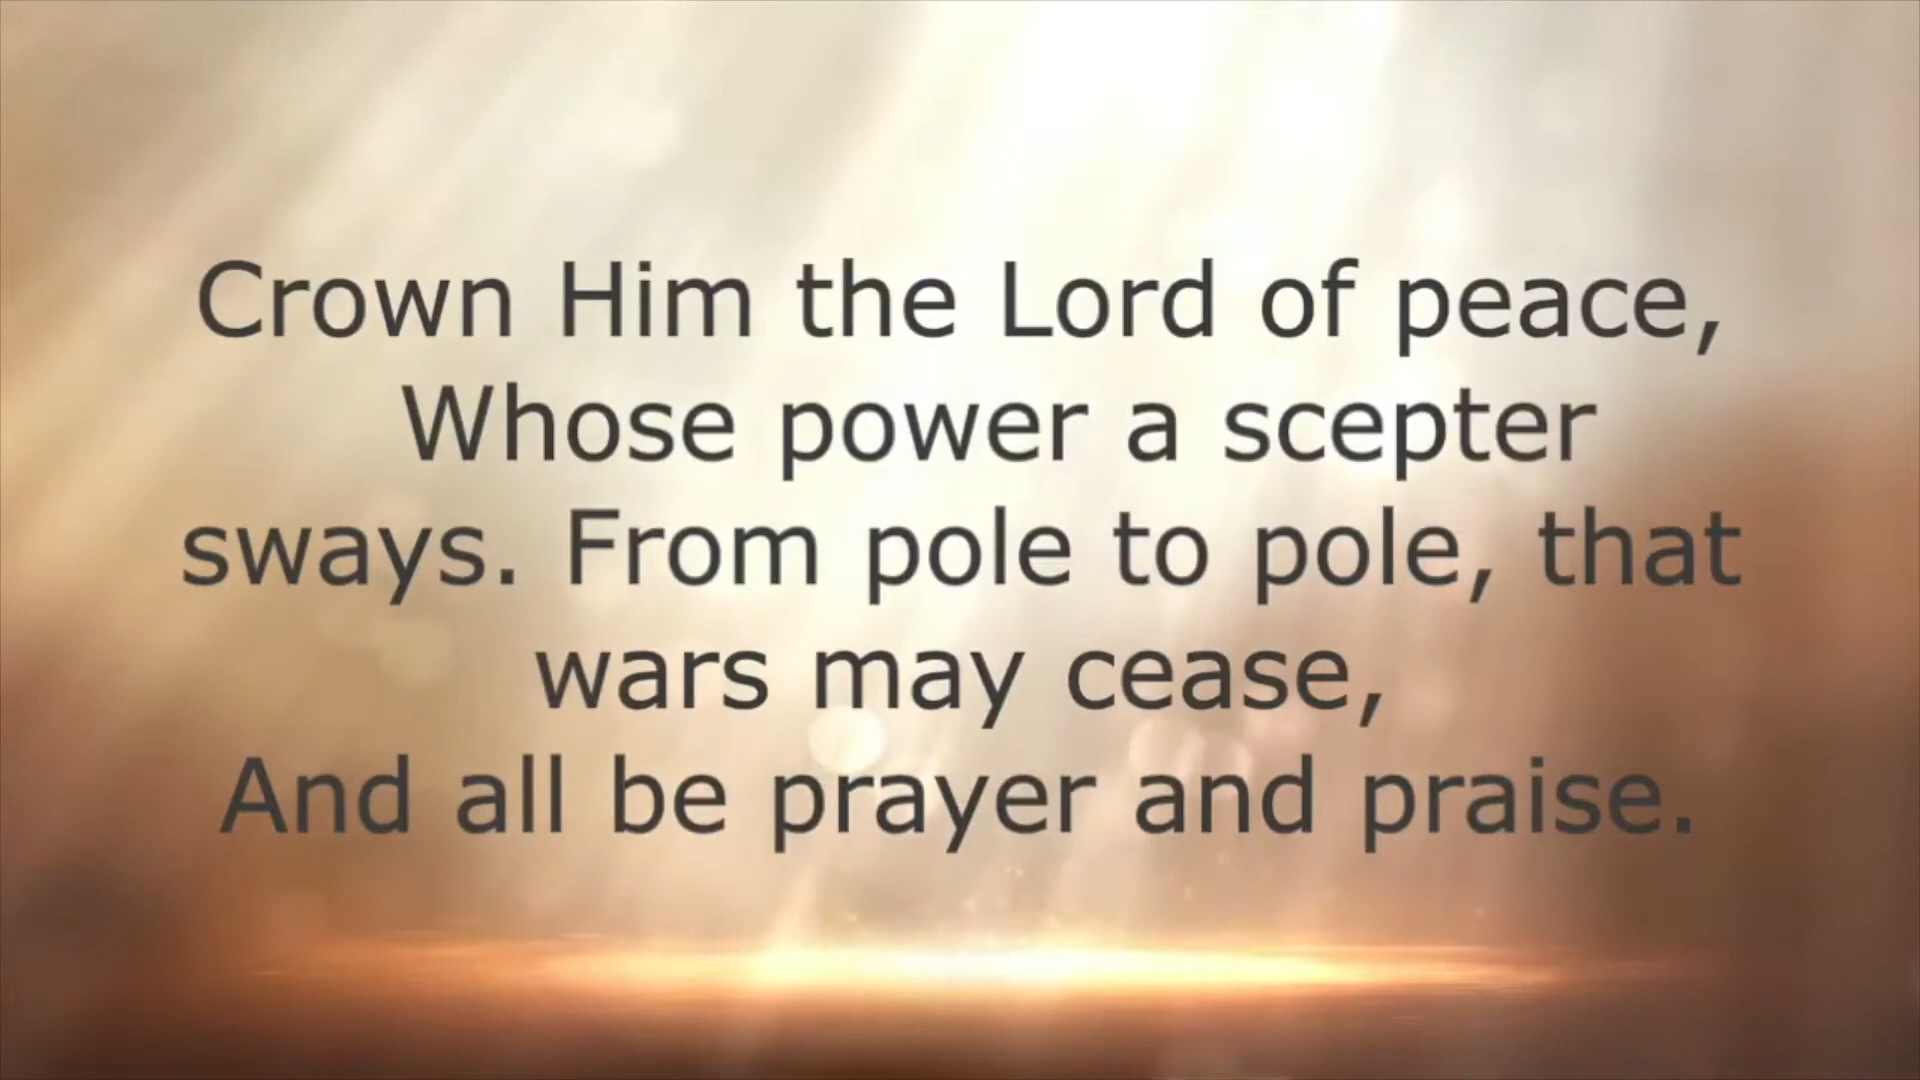 Crown Him the Lord of peace,
Whose power a scepter
sways. From pole to pole, that
wars may cease,
And all be prayer and praise.